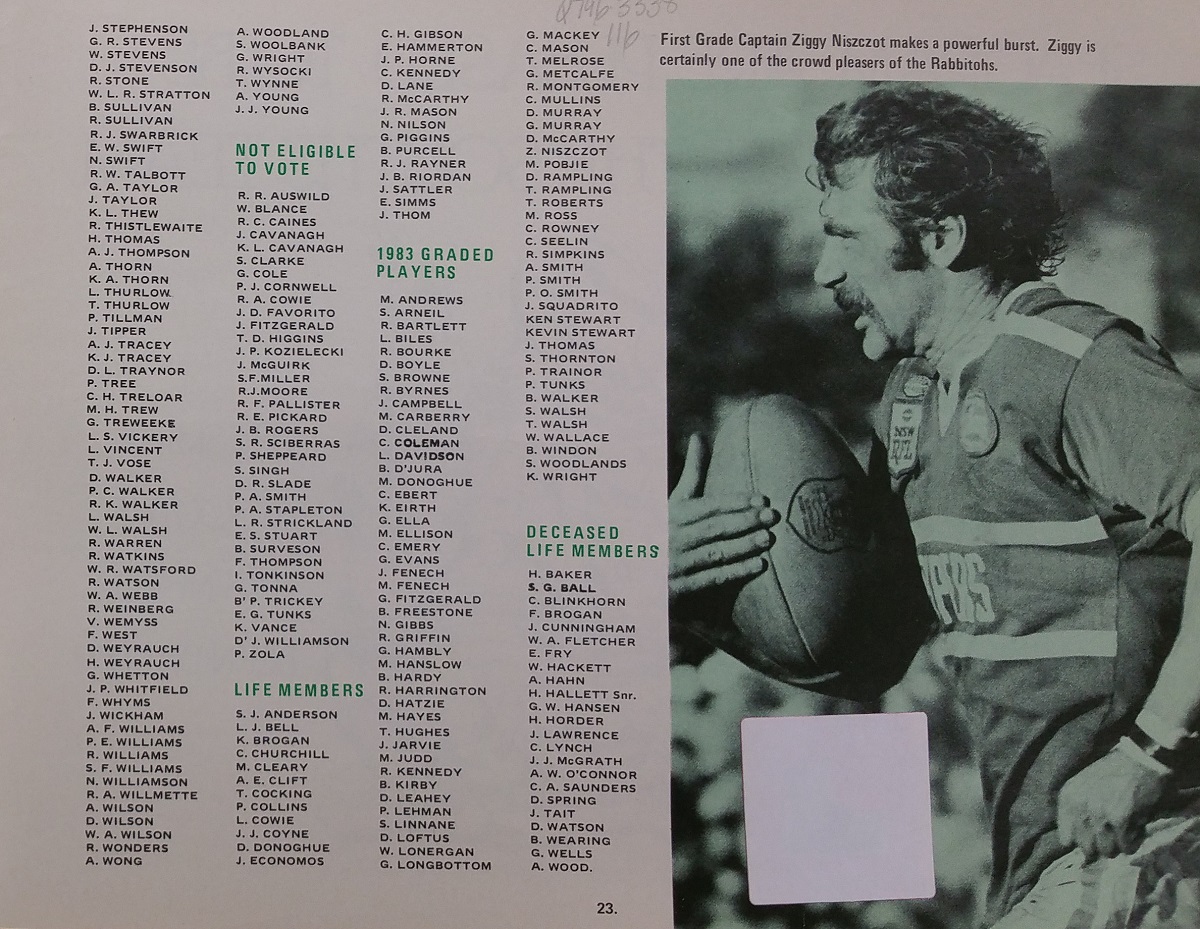 J. STEPHENSON
G. R. STEVENS
W. STEVENS
D. J. STEVENSON
R. STONE
W. L. R. STRATTON
B. SULLIVAN
R. SULLIVAN
R. J. SWARBRICK
E. W. SWIFT
N. SWIFT
R. W. TALBOTT
G. A. TAYLOR
J. TAYLOR
K. L. THEW
R. THISTLEWAITE
H. THOMAS
A. J. THOMPSON
A. THORN
K. A. THORN
L. THURLOW
T. THURLOW
P. TILLMAN
J. TIPPER
A. J. TRACEY
K. J. TRACEY
D. L. TRAYNOR
P. TREE
C. H. TRELOAR
M. H. TREW
G. TREWEEKE
L. S. VICKERY
L. VINCENT
T. J. VOSE
D. WALKER
P. C. WALKER
R. K. WALKER
L. WALSH
W. L. WALSH
R. WARREN
R. WATKINS
W. R. WATSFORD
R. WATSON
W. A. WEBB
R. WEINBERG
V. WEMYSS
F. WEST
D. WEYRAUCH
H. WEYRAUCH
G. WHETTON
J. P. WHITFIELD
F. WHYMS
J. WICKHAM
A. F. WILLIAMS
P. E. WILLIAMS
R. WILLIAMS
S. F. WILLIAMS
N. WILLIAMSON
R. A. WILLMETTE
A. WILSON
D. WILSON
W. A. WILSON
R. WONDERS
A. WONG
A. WOODLAND
S. WOOLBANK
G. WRIGHT
R. WYSOCKI
T. WYNNE
A. YOUNG
J. J. YOUNG
NOT ELIGIBLE
TO VOTE
R. R. AUSWILD
W. BLANCE
R. C. CAINES
J. CAVANAGH
K. L. CAVANAGH
S. CLARKE
G. COLE
P. J. CORNWELL
R. A. COWIE
J. D. FAVORITO
J. FITZGERALD
T. D. HIGGINS
J. P. KOZIELECKI
J. McGUIRK
S.F.MILLER
R.J.MOORE
R. F. PALLISTER
R. E. PICKARD
J. B. ROGERS
S. R. SCIBERRAS
P. SHEPPEARD
S. SINGH
D. R. SLADE
P. A. SMITH
P. A. STAPLETON
L. R. STRICKLAND
E. S. STUART
B. SURVESON
F. THOMPSON
I. TONKINSON
G. TONNA
B' P. TRICKEY
E. G. TUNKS
K. VANCE
D' J. WILLIAMSON
P. ZOLA
LIFE MEMBERS
S. J. ANDERSON
L. J. BELL
K. BROGAN
C. CHURCHILL
M. CLEARY
A. E. CLIFT
T. COCKING
P. COLLINS
L. COWIE
J. J. COYNE
D. DONOGHUE
J. ECONOMOS
C. H. GIBSON
E. HAMMERTON
J. P. HORNE
C. KENNEDY
D. LANE
R. McCARTHY
J. R. MASON
N. NILSON
G. PIGGINS
B. PURCELL
R. J. RAYNER
J. B. RIORDAN
J. SATTLER
E. SIMMS
J. THOM
1983 GRADED
PLAYERS
M. ANDREWS
S. ARNEIL
R. BARTLETT
L. BILES
R. BOURKE
D. BOYLE
S. BROWNE
R. BYRNES
J. CAMPBELL
M. CARBERRY
D. CLELAND
C. COLEMAN
L. DAVIDSON
B. D'JURA
M. DONOGHUE
C. EBERT
K. EIRTH
G. ELLA
M. ELLISON
C. EMERY
G. EVANS
J. FENECH
M. FENECH
G. FITZGERALD
B. FREESTONE
N. GIBBS
R. GRIFFIN
G. HAMBLY
M. HANSLOW
B. HARDY
R. HARRINGTON
D. HATZIE
M. HAYES
T. HUGHES
J. JARVIE
M. JUDD
R. KENNEDY
B. KIRBY
D. LEAHEY
P. LEHMAN
S. LINNANE
D. LOFTUS
W. LONERGAN
G. LONGBOTTOM
G. MACKEY
C. MASON
T. MELROSE
G. METCALFE
R. MONTGOMERY
C. MULLINS
D. MURRAY
G. MURRAY
D. McCARTHY
Z. NISZCZOT
M. POBJIE
D. RAMPLING
T. RAMPLING
T. ROBERTS
M. ROSS
C. ROWNEY
C. SEELIN
R. SIMPKINS
A. SMITH
P. SMITH
P. O. SMITH
J. SQUADRITO
KEN STEWART
KEVIN STEWART
J. THOMAS
S. THORNTON
P. TRAINOR
P. TUNKS
B. WALKER
S. WALSH
T. WALSH
W. WALLACE
B. WINDON
S. WOODLANDS
K. WRIGHT
DECEASED
LIFE MEMBERS
H. BAKER
S. G. BALL
C. BLINKHORN
F. BROGAN
J. CUNNINGHAM
W. A. FLETCHER
E. FRY
W. HACKETT
A. HAHN
H. HALLETT Snr.
G. W. HANSEN
H. HORDER
J. LAWRENCE
C. LYNCH
J. J. McGRATH
A. W. O'CONNOR
C. A. SAUNDERS
D. SPRING
J. TAIT
D. WATSON
B. WEARING
G. WELLS
A. WOOD.
23.
116
First Grade Captain Ziggy Niszczot makes a powerful burst. Ziggy is
certainly one of the crowd pleasers of the Rabbitohs.
NSW
R/L